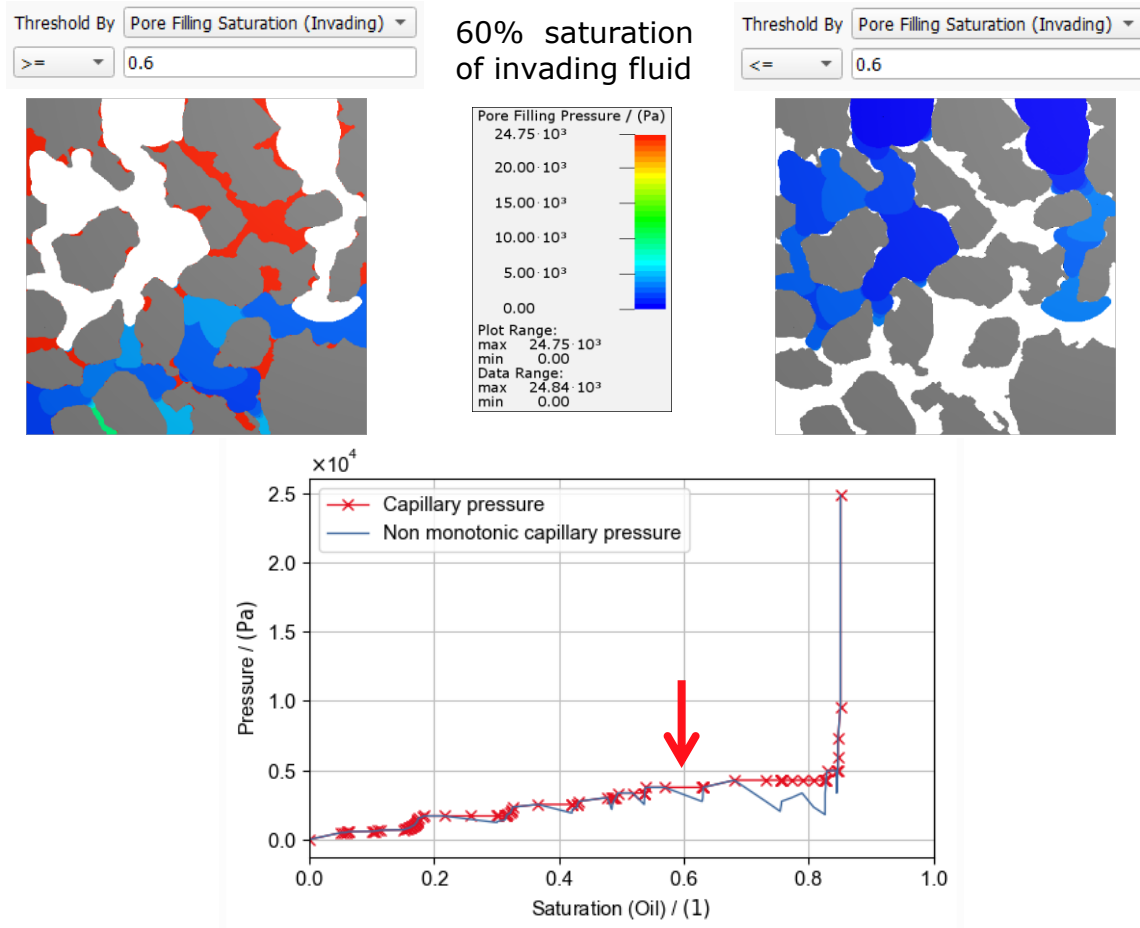 Threshold By Pore Filling Saturation (Invading)
>= 0.6
60% saturation
of invading fluid
Threshold By Pore Filling Saturation (Invading)
<= 0.6
Pore Filling Pressure / (Pa)
24.75·10³
20.00·10³
15.00·10³
10.00·10³
5.00·10³
0.00
Plot Range:
max 24.75·10³
min 0.00
Data Range:
max 24.84·10³
min 0.00
×10⁴
2.5
2.0
1.5
1.0
0.5
0.0
Pressure / (Pa)
Capillary pressure
Non monotonic capillary pressure
0.0 0.2 0.4 0.6 0.8 1.0
Saturation (Oil) / (1)